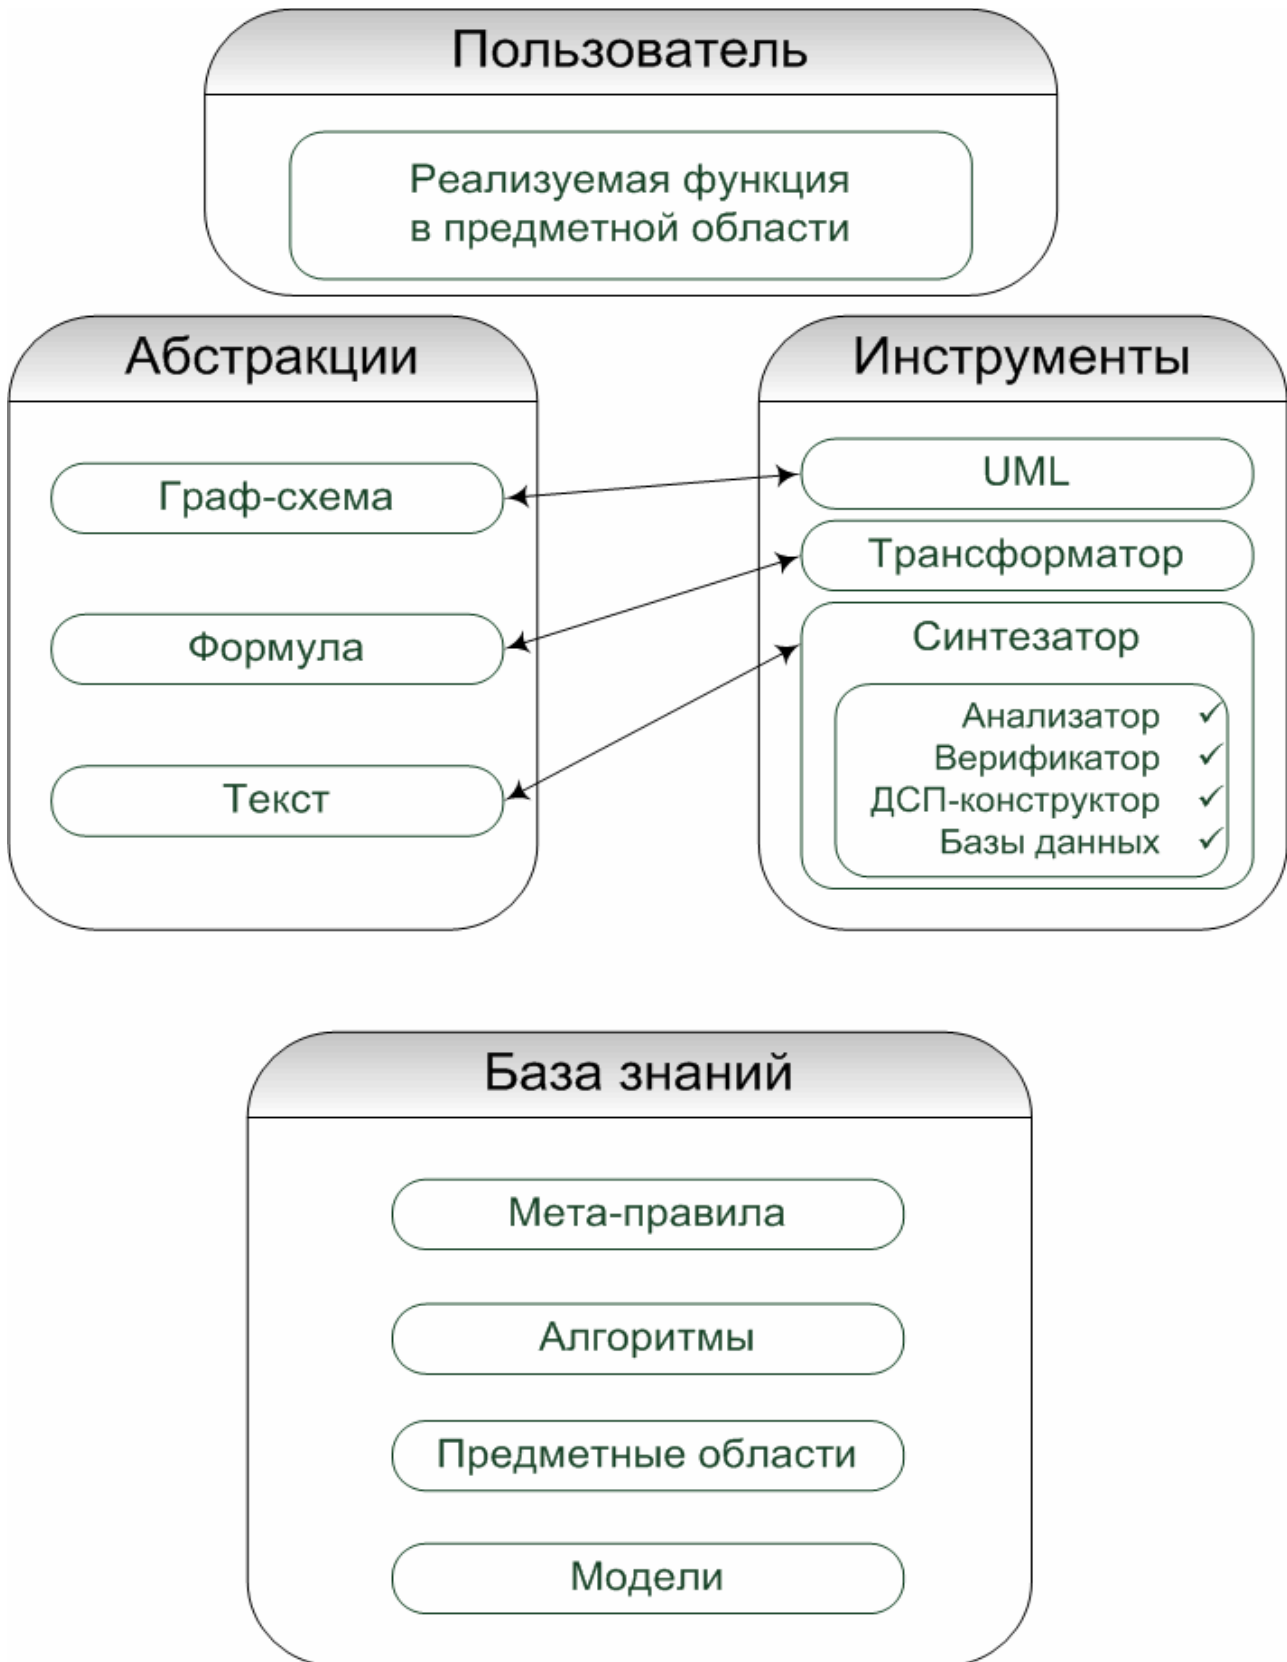 Пользователь
Реализуемая функция
в предметной области
Абстракции
Граф-схема
Формула
Текст
Инструменты
UML
Трансформатор
Синтезатор
Анализатор ✓
Верификатор ✓
ДСП-конструктор ✓
Базы данных ✓
База знаний
Мета-правила
Алгоритмы
Предметные области
Модели